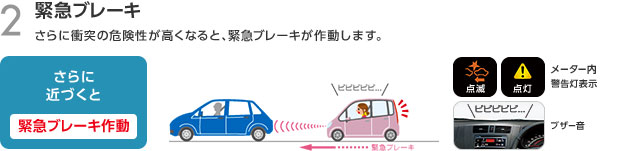 2 緊急ブレーキ
さらに衝突の危険性が高くなると、緊急ブレーキが作動します。
さらに
近づくと
緊急ブレーキ作動
ピピピピピ…
緊急ブレーキ
点滅
点灯
メーター内
警告灯表示
ピピピピピ…
ブザー音